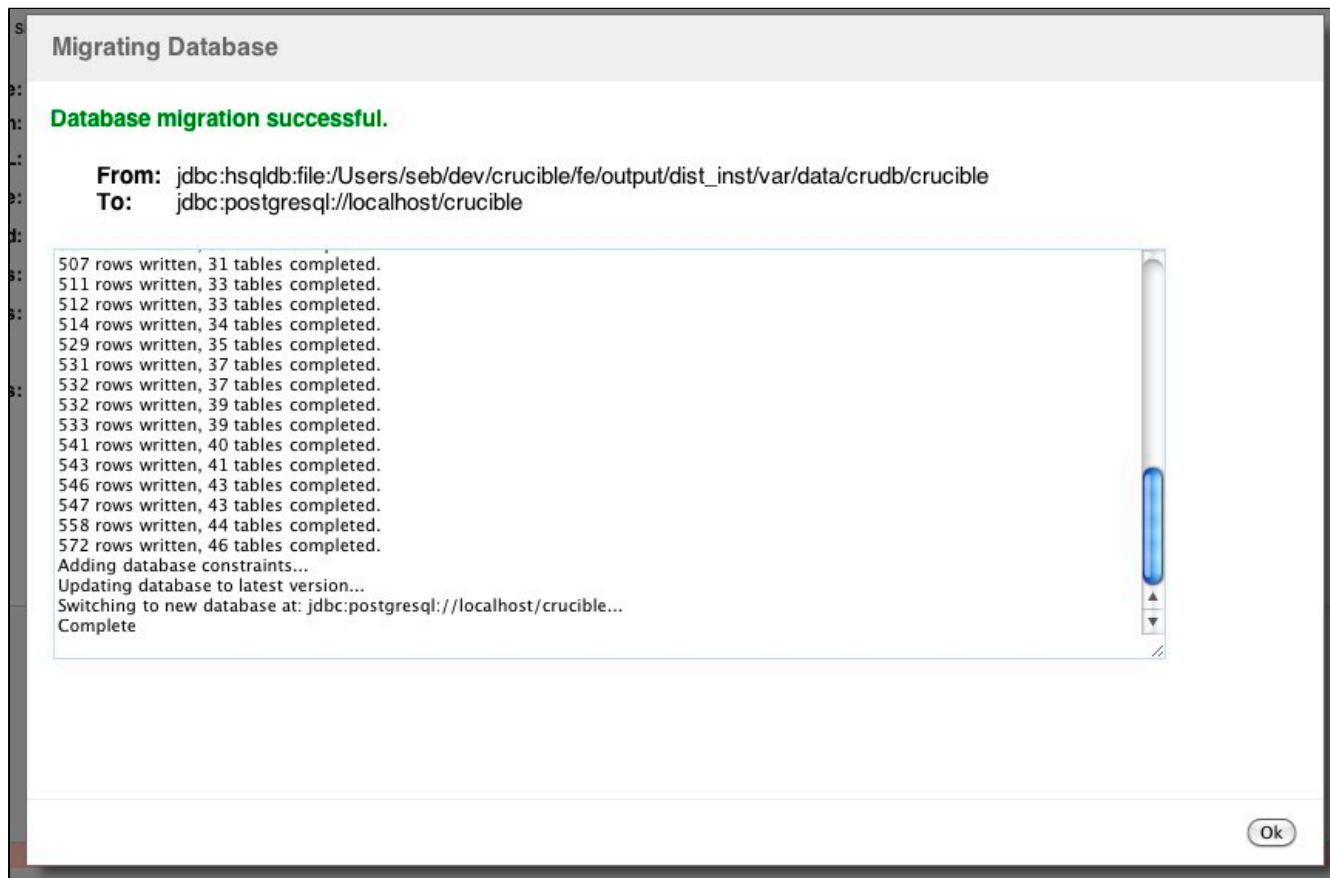 Migrating Database
Database migration successful.
From: jdbc:hsqldb:file:/Users/seb/dev/crucible/fe/output/dist_inst/var/data/crudb/crucible
To: jdbc:postgresql://localhost/crucible
507 rows written, 31 tables completed.
511 rows written, 33 tables completed.
512 rows written, 33 tables completed.
514 rows written, 34 tables completed.
529 rows written, 35 tables completed.
531 rows written, 37 tables completed.
532 rows written, 37 tables completed.
532 rows written, 39 tables completed.
533 rows written, 39 tables completed.
541 rows written, 40 tables completed.
543 rows written, 41 tables completed.
546 rows written, 43 tables completed.
547 rows written, 43 tables completed.
558 rows written, 44 tables completed.
572 rows written, 46 tables completed.
Adding database constraints...
Updating database to latest version...
Switching to new database at: jdbc:postgresql://localhost/crucible...
Complete
Ok